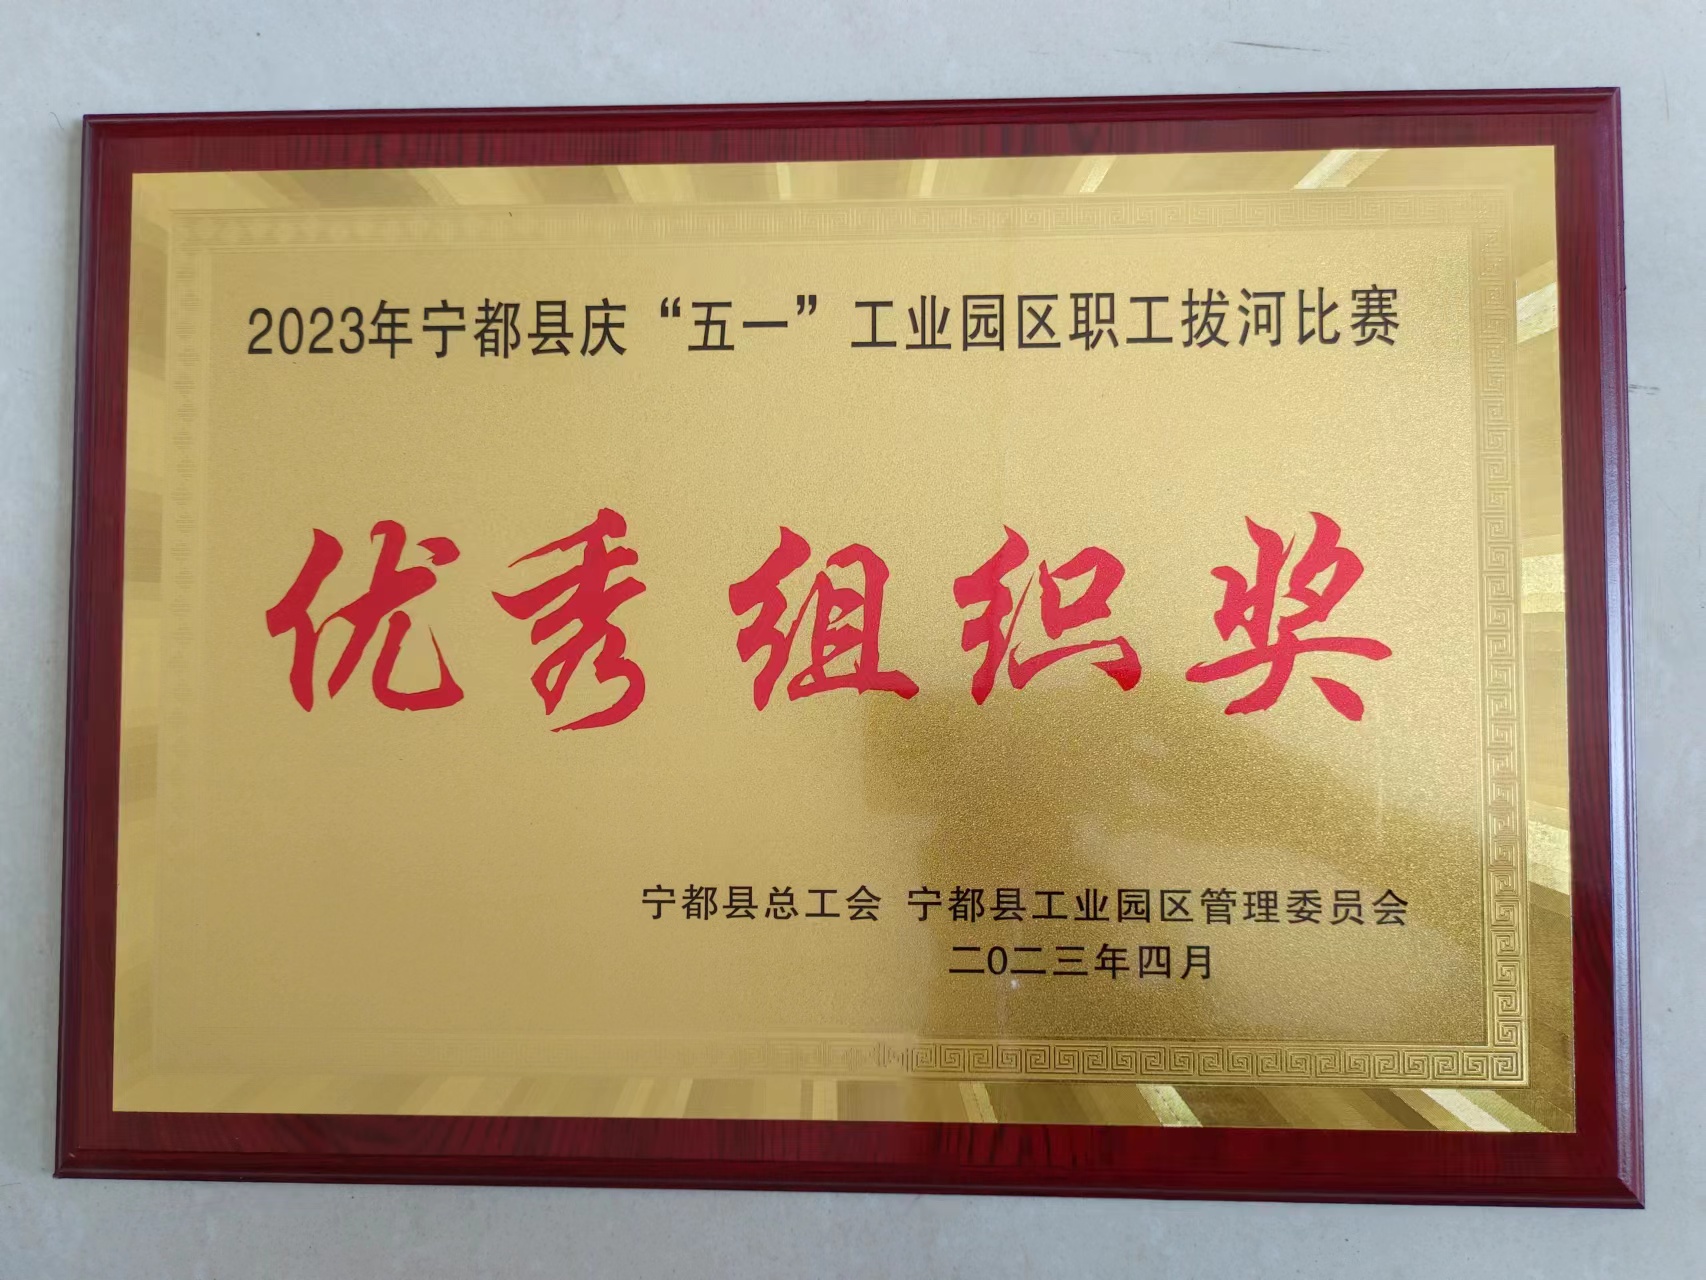 2023年宁都县庆“五一”工业园区职工拔河比赛
优秀组织奖
宁都县总工会 宁都县工业园区管理委员会
二〇二三年四月